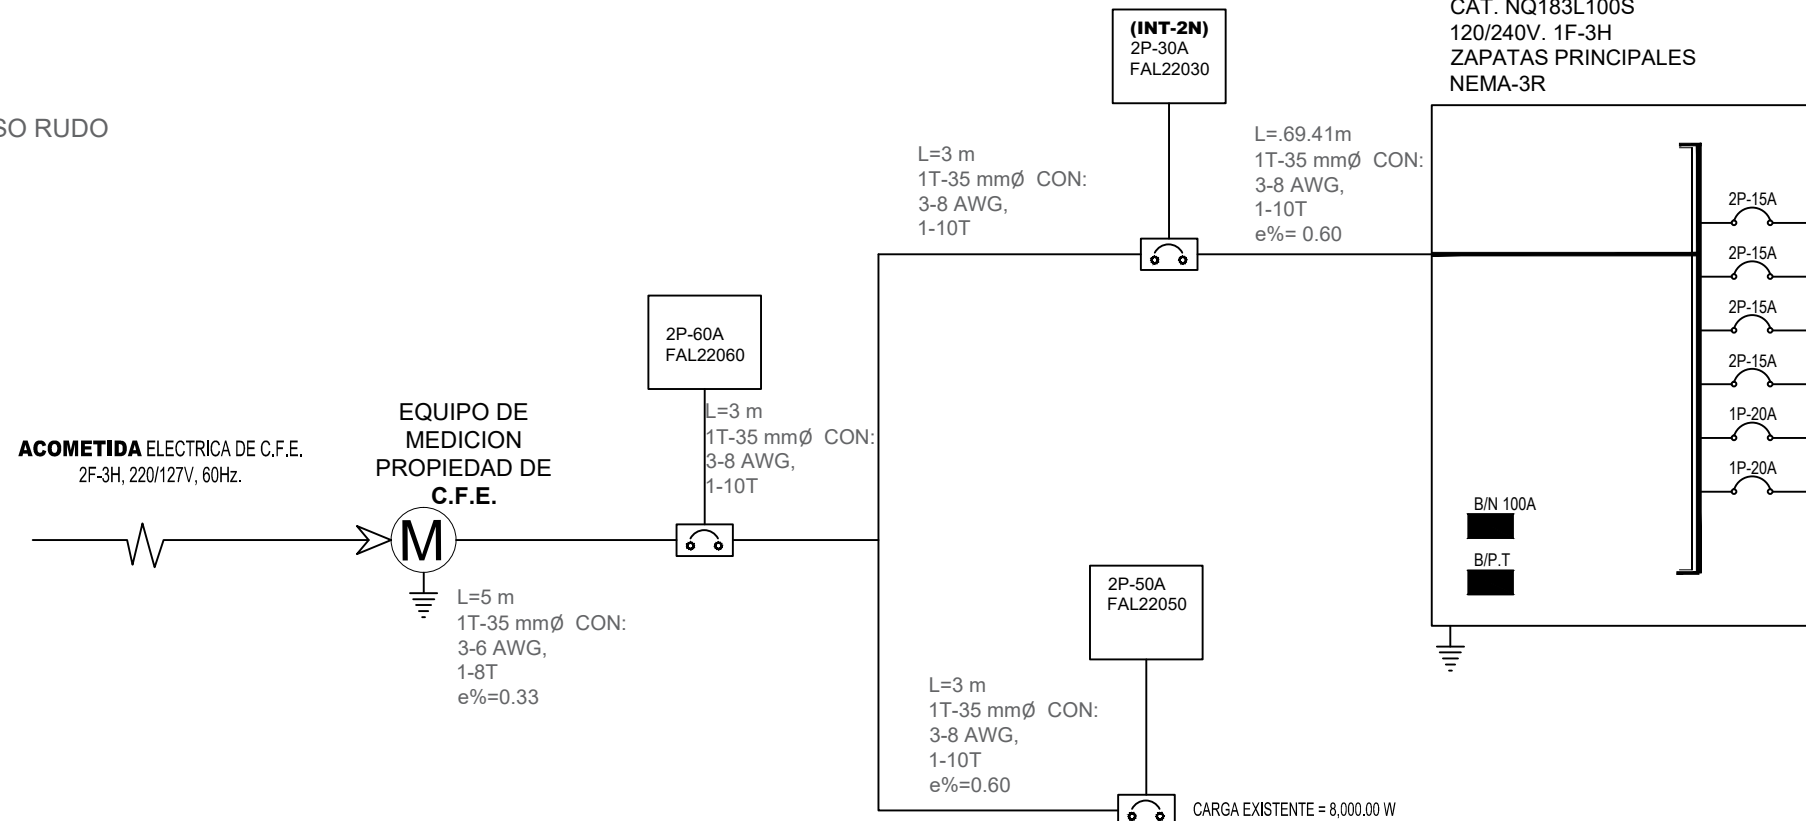 SO RUDO
(INT-2N)
2P-30A
FAL22030
CAT. NQ183L100S
120/240V. 1F-3H
ZAPATAS PRINCIPALES
NEMA-3R
L=3 m
1T-35 mmØ CON:
3-8 AWG,
1-10T
L=.69.41m
1T-35 mmØ CON:
3-8 AWG,
1-10T
e%= 0.60
2P-15A
2P-15A
2P-15A
2P-15A
1P-20A
1P-20A
B/N 100A
B/P.T
2P-60A
FAL22060
L=3 m
1T-35 mmØ CON:
3-8 AWG,
1-10T
ACOMETIDA ELECTRICA DE C.F.E.
2F-3H, 220/127V, 60Hz.
EQUIPO DE
MEDICION
PROPIEDAD DE
C.F.E.
M
L=5 m
1T-35 mmØ CON:
3-6 AWG,
1-8T
e%=0.33
2P-50A
FAL22050
L=3 m
1T-35 mmØ CON:
3-8 AWG,
1-10T
e%=0.60
CARGA EXISTENTE = 8,000.00 W